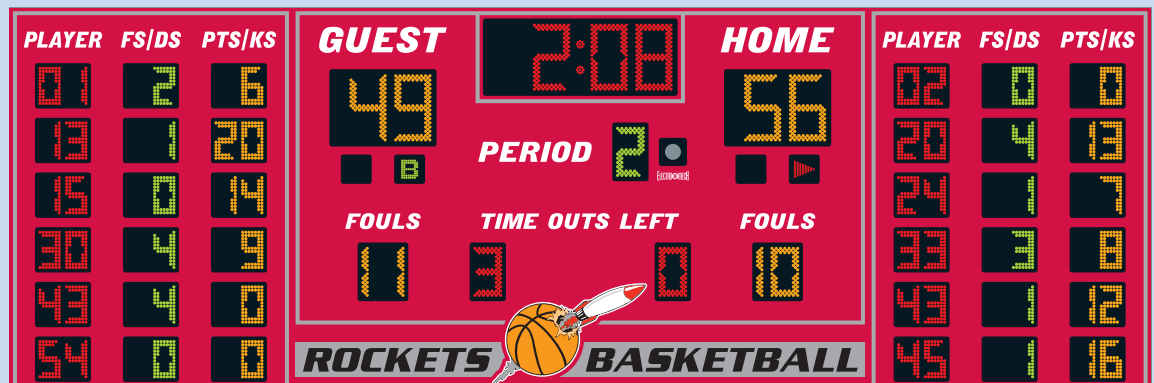 PLAYER FS/DS PTS/KS
01 2 6
13 1 20
15 0 14
30 4 9
43 4 0
54 0 0
GUEST 2:08 HOME
49 56
PERIOD 2
B
ELECTRO-MECH
FOULS TIME OUTS LEFT FOULS
11 3 0 10
ROCKETS BASKETBALL
PLAYER FS/DS PTS/KS
02 0 0
20 4 13
24 1 7
33 3 8
43 1 12
45 1 16